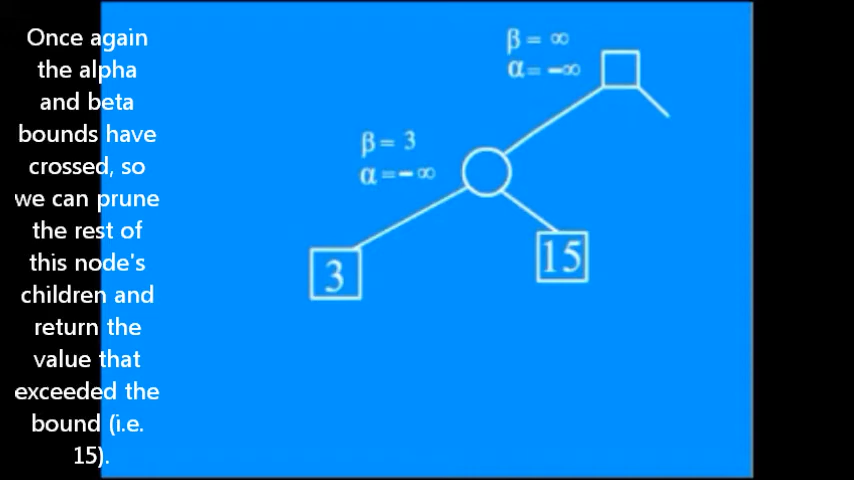 Once again
the alpha
and beta
bounds have
crossed, so
we can prune
the rest of
this node's
children and
return the
value that
exceeded the
bound (i.e.
15).
β = ∞
α = -∞
β = 3
α = -∞
3
15